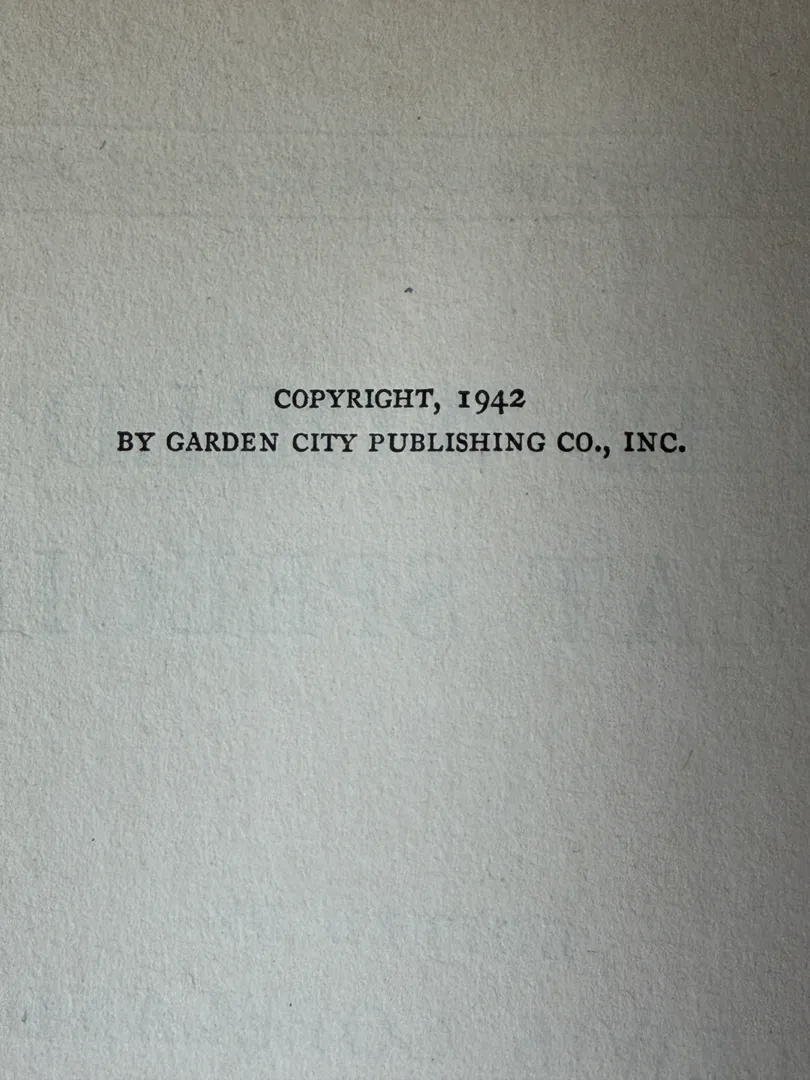 COPYRIGHT, 1942
BY GARDEN CITY PUBLISHING CO., INC.